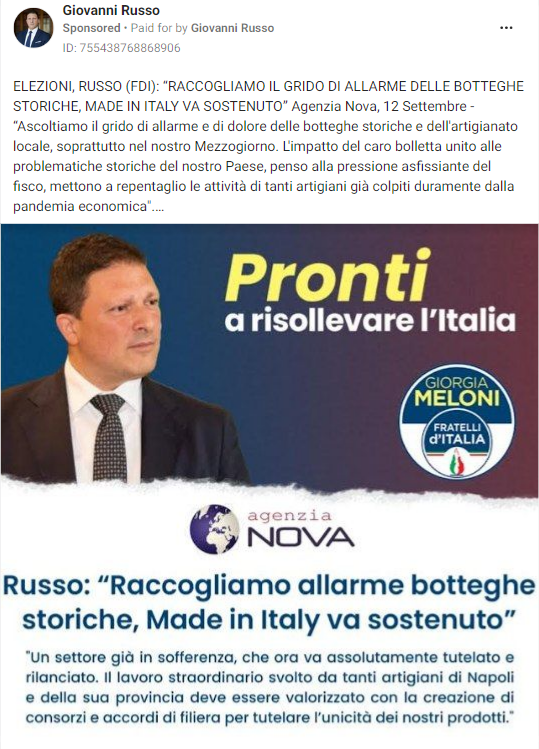 Giovanni Russo
Sponsored • Paid for by Giovanni Russo
ID: 755438768868906
ELEZIONI, RUSSO (FDI): “RACCOGLIAMO IL GRIDO DI ALLARME DELLE BOTTEGHE
STORICHE, MADE IN ITALY VA SOSTENUTO” Agenzia Nova, 12 Settembre -
“Ascoltiamo il grido di allarme e di dolore delle botteghe storiche e dell'artigianato
locale, soprattutto nel nostro Mezzogiorno. L'impatto del caro bolletta unito alle
problematiche storiche del nostro Paese, penso alla pressione asfissiante del
fisco, mettono a repentaglio le attività di tanti artigiani già colpiti duramente dalla
pandemia economica"....
Pronti
a risollevare l’Italia
GIORGIA
MELONI
FRATELLI
d'ITALIA
agenzia
NOVA
Russo: “Raccogliamo allarme botteghe
storiche, Made in Italy va sostenuto”
"Un settore già in sofferenza, che ora va assolutamente tutelato e
rilanciato. Il lavoro straordinario svolto da tanti artigiani di Napoli
e della sua provincia deve essere valorizzato con la creazione di
consorzi e accordi di filiera per tutelare l’unicità dei nostri prodotti."